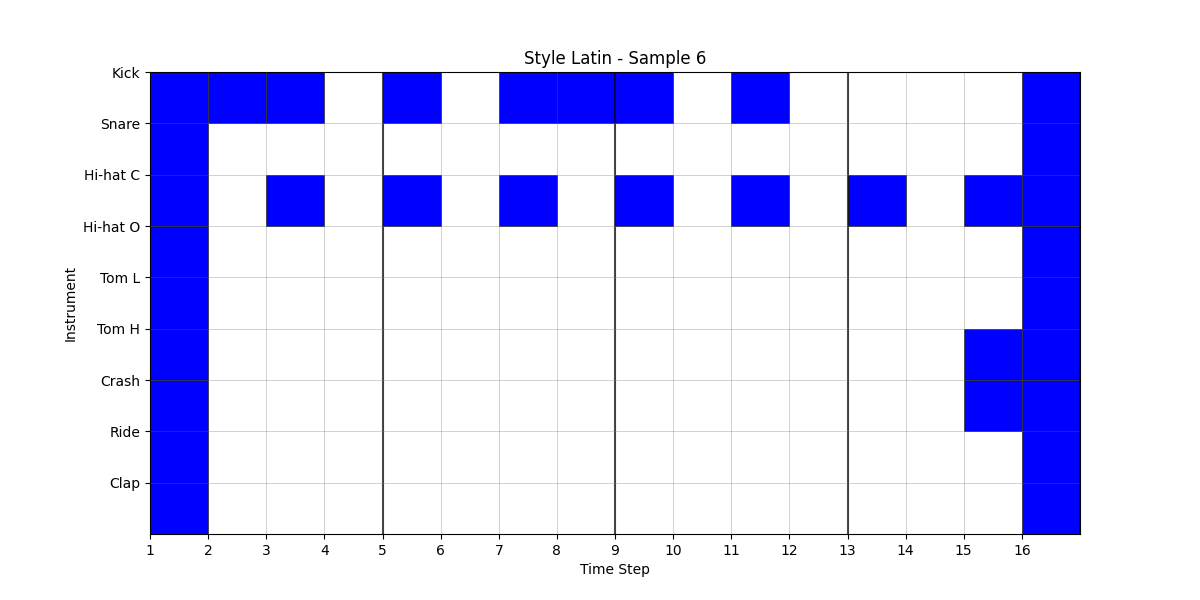 Style Latin - Sample 6
Kick
Snare
Hi-hat C
Hi-hat O
Tom L
Tom H
Crash
Ride
Clap
Instrument
1 2 3 4 5 6 7 8 9 10 11 12 13 14 15 16
Time Step